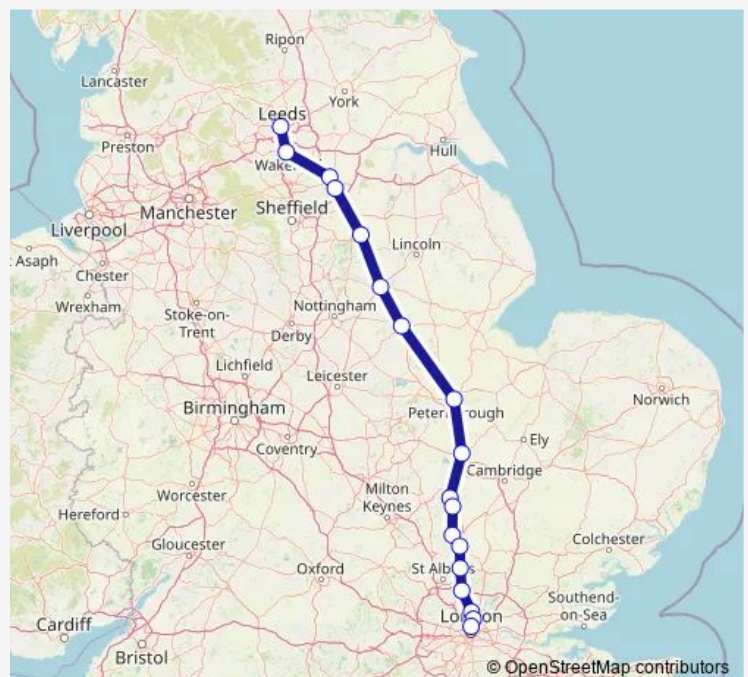 Ripon
Lancaster
York
Leeds
Preston
Hull
Wake
Manchester
Sheffield
Liverpool
Lincoln
Asaph
Chester
Wrexham
Nottingham
Stoke-on-
Trent
Derby
Lichfield
Leicester
Norwich
Birmingham
Peter
rough
Ely
Coventry
Cambridge
Worcester
Milton
Keynes
Hereford
Colchester
Gloucester
Oxford
St Alb
s
Southend-
on-Sea
Lon
on
Cardiff
Bristol
© OpenStreetMap contributors